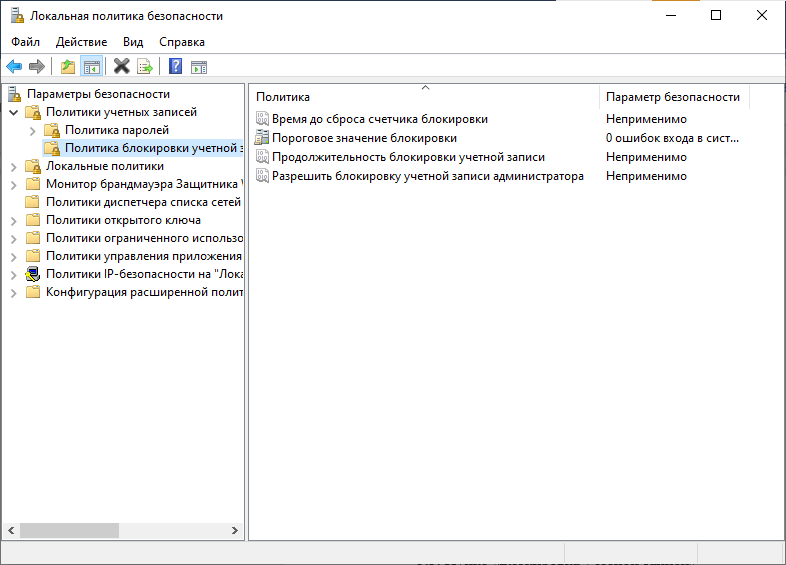 Локальная политика безопасности
Файл Действие Вид Справка
Параметры безопасности
Политики учетных записей
Политика паролей
Политика блокировки учетной з
Локальные политики
Монитор брандмауэра Защитника
Политики диспетчера списка сетей
Политики открытого ключа
Политики ограниченного использо
Политики управления приложения
Политики IP-безопасности на "Лока
Конфигурация расширенной полит
Политика Параметр безопасности
Время до сброса счетчика блокировки Неприменимо
Пороговое значение блокировки 0 ошибок входа в сист...
Продолжительность блокировки учетной записи Неприменимо
Разрешить блокировку учетной записи администратора Неприменимо